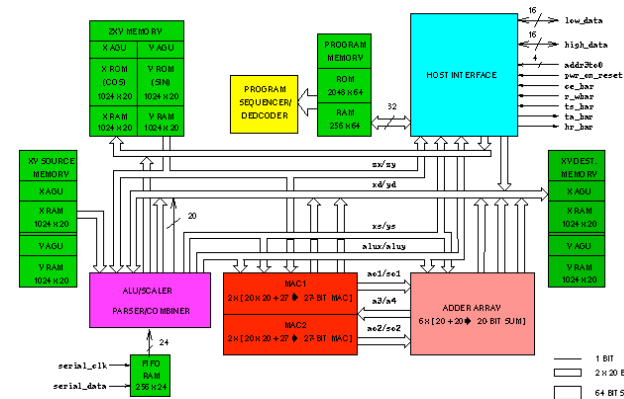 2XY MEMORY
X AGU Y AGU
X ROM Y ROM
(COS) (SIN)
1024 x 20 1024 x 20
X RAM Y RAM
1024 x 20 1024 x 20
PROGRAM
SEQUENCER/
DEDCODER
PROGRAM
MEMORY
ROM
2048 x 64
RAM
256 x 64
32
HOST INTERFACE
16
low_data
16
high_data
4
addr3to0
pwr_on_reset
ce_bar
r_wbar
ts_bar
ta_bar
hr_bar
XY SOURCE
MEMORY
X AGU
X RAM
1024 x 20
Y AGU
Y RAM
1024 x 20
sx/sy
xd/yd
20
xs/ys
alux/aluy
XY DEST.
MEMORY
X AGU
X RAM
1024 x 20
Y AGU
Y RAM
1024 x 20
ALU/SCALER
PARSER/COMBINER
MAC1
2 x [ 20 x 20 + 27 27-BIT MAC]
MAC2
2 x [ 20 x 20 + 27 27-BIT MAC]
ac1/sc1
a3/a4
ac2/sc2
ADDER ARRAY
6 x [ 20 + 20 20-BIT SUM]
24
serial_clk
serial_data
FIFO
RAM
256 x 24
1 BIT
2 x 20 B
64 BIT S